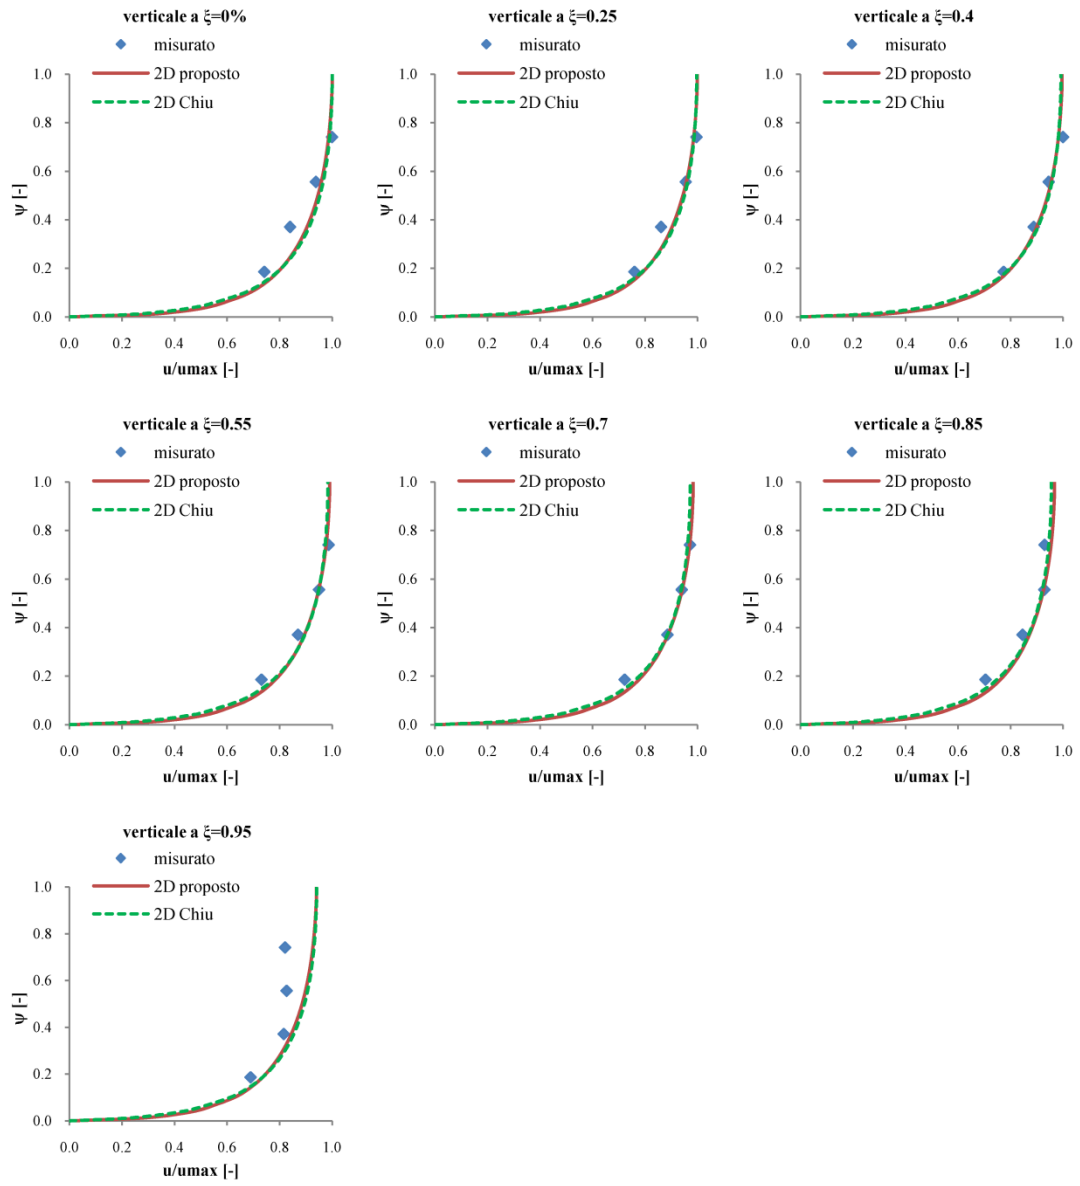 verticale a ξ=0%
misurato
2D proposto
2D Chiu
1.0
0.8
0.6
0.4
0.2
0.0
ψ [-]
0.0 0.2 0.4 0.6 0.8 1.0
u/umax [-]
verticale a ξ=0.25
misurato
2D proposto
2D Chiu
1.0
0.8
0.6
0.4
0.2
0.0
ψ [-]
0.0 0.2 0.4 0.6 0.8 1.0
u/umax [-]
verticale a ξ=0.4
misurato
2D proposto
2D Chiu
1.0
0.8
0.6
0.4
0.2
0.0
ψ [-]
0.0 0.2 0.4 0.6 0.8 1.0
u/umax [-]
verticale a ξ=0.55
misurato
2D proposto
2D Chiu
1.0
0.8
0.6
0.4
0.2
0.0
ψ [-]
0.0 0.2 0.4 0.6 0.8 1.0
u/umax [-]
verticale a ξ=0.7
misurato
2D proposto
2D Chiu
1.0
0.8
0.6
0.4
0.2
0.0
ψ [-]
0.0 0.2 0.4 0.6 0.8 1.0
u/umax [-]
verticale a ξ=0.85
misurato
2D proposto
2D Chiu
1.0
0.8
0.6
0.4
0.2
0.0
ψ [-]
0.0 0.2 0.4 0.6 0.8 1.0
u/umax [-]
verticale a ξ=0.95
misurato
2D proposto
2D Chiu
1.0
0.8
0.6
0.4
0.2
0.0
ψ [-]
0.0 0.2 0.4 0.6 0.8 1.0
u/umax [-]